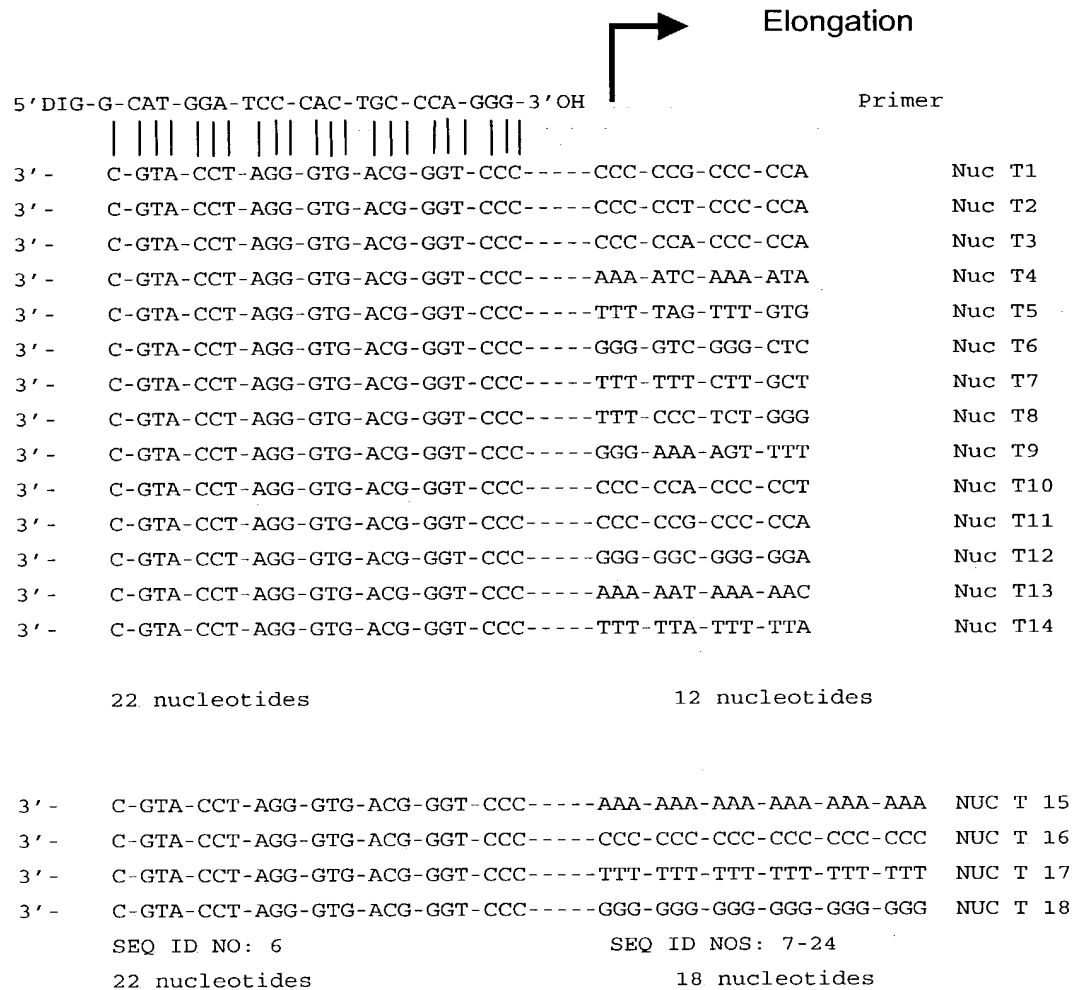 Elongation
5'DIG-G-CAT-GGA-TCC-CAC-TGC-CCA-GGG-3'OH Primer
3'- C-GTA-CCT-AGG-GTG-ACG-GGT-CCC-----CCC-CCG-CCC-CCA Nuc T1
3'- C-GTA-CCT-AGG-GTG-ACG-GGT-CCC-----CCC-CCT-CCC-CCA Nuc T2
3'- C-GTA-CCT-AGG-GTG-ACG-GGT-CCC-----CCC-CCA-CCC-CCA Nuc T3
3'- C-GTA-CCT-AGG-GTG-ACG-GGT-CCC-----AAA-ATC-AAA-ATA Nuc T4
3'- C-GTA-CCT-AGG-GTG-ACG-GGT-CCC-----TTT-TAG-TTT-GTG Nuc T5
3'- C-GTA-CCT-AGG-GTG-ACG-GGT-CCC-----GGG-GTC-GGG-CTC Nuc T6
3'- C-GTA-CCT-AGG-GTG-ACG-GGT-CCC-----TTT-TTT-CTT-GCT Nuc T7
3'- C-GTA-CCT-AGG-GTG-ACG-GGT-CCC-----TTT-CCC-TCT-GGG Nuc T8
3'- C-GTA-CCT-AGG-GTG-ACG-GGT-CCC-----GGG-AAA-AGT-TTT Nuc T9
3'- C-GTA-CCT-AGG-GTG-ACG-GGT-CCC-----CCC-CCA-CCC-CCT Nuc T10
3'- C-GTA-CCT-AGG-GTG-ACG-GGT-CCC-----CCC-CCG-CCC-CCA Nuc T11
3'- C-GTA-CCT-AGG-GTG-ACG-GGT-CCC-----GGG-GGC-GGG-GGA Nuc T12
3'- C-GTA-CCT-AGG-GTG-ACG-GGT-CCC-----AAA-AAT-AAA-AAC Nuc T13
3'- C-GTA-CCT-AGG-GTG-ACG-GGT-CCC-----TTT-TTA-TTT-TTA Nuc T14
22 nucleotides 12 nucleotides
3'- C-GTA-CCT-AGG-GTG-ACG-GGT-CCC-----AAA-AAA-AAA-AAA-AAA-AAA NUC T 15
3'- C-GTA-CCT-AGG-GTG-ACG-GGT-CCC-----CCC-CCC-CCC-CCC-CCC-CCC NUC T 16
3'- C-GTA-CCT-AGG-GTG-ACG-GGT-CCC-----TTT-TTT-TTT-TTT-TTT-TTT NUC T 17
3'- C-GTA-CCT-AGG-GTG-ACG-GGT-CCC-----GGG-GGG-GGG-GGG-GGG-GGG NUC T 18
SEQ ID NO: 6 SEQ ID NOS: 7-24
22 nucleotides 18 nucleotides